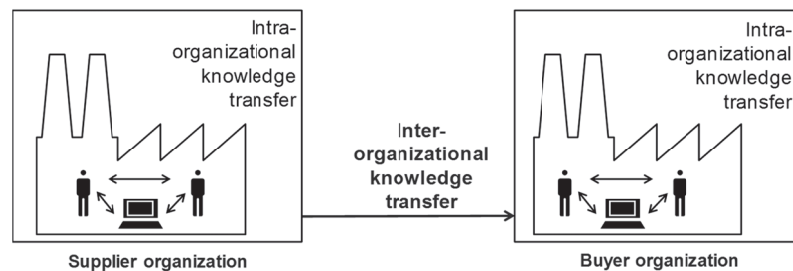 Intra-
organizational
knowledge
transfer
Inter-
organizational
knowledge
transfer
Intra-
organizational
knowledge
transfer
Supplier organization
Buyer organization